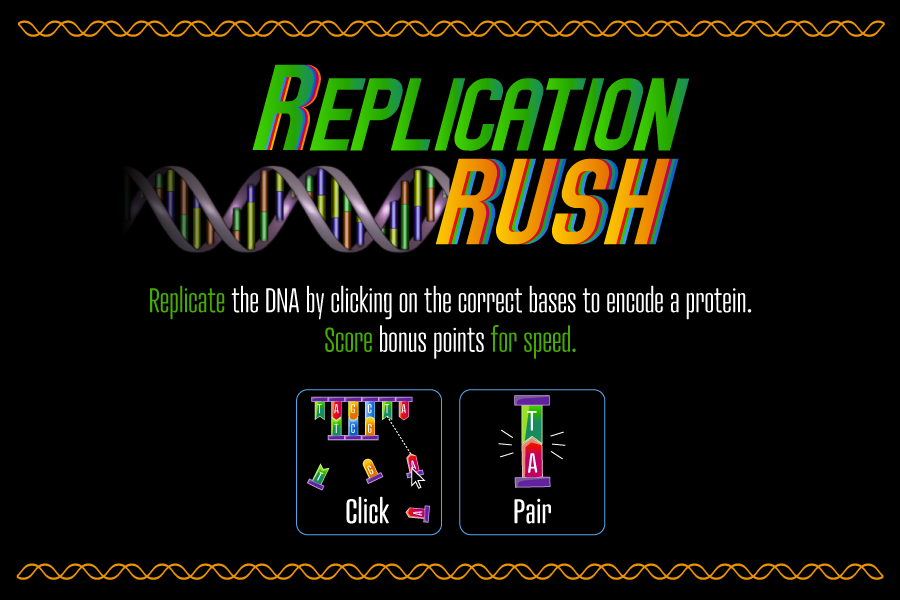 REPLICATION
RUSH
Replicate the DNA by clicking on the correct bases to encode a protein.
Score bonus points for speed.
T A G C T A
T C G
T G A
A
Click
T
A
Pair